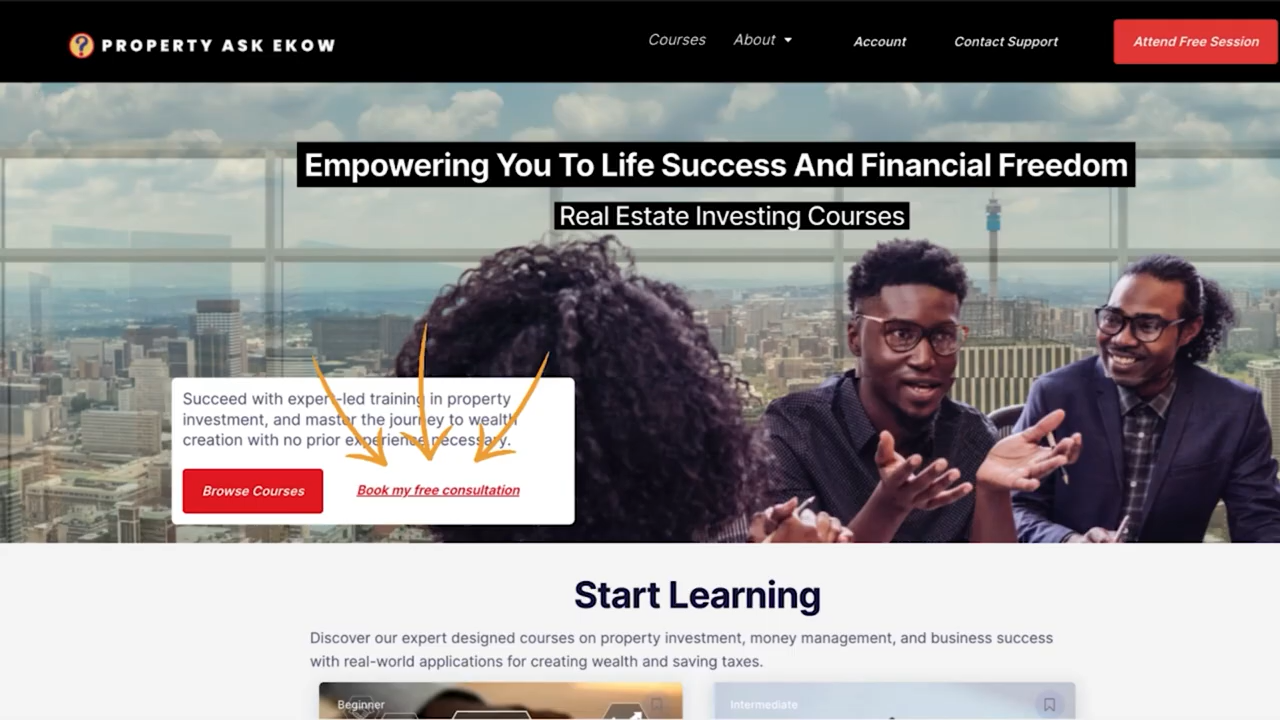 PROPERTY ASK EKOW
Courses
About
Account
Contact Support
Attend Free Session
Empowering You To Life Success And Financial Freedom
Real Estate Investing Courses
Succeed with expert-led training in property
investment, and master the journey to wealth
creation with no prior experience necessary.
Browse Courses
Book my free consultation
Start Learning
Discover our expert designed courses on property investment, money management, and business success
with real-world applications for creating wealth and saving taxes.
Beginner
Intermediate